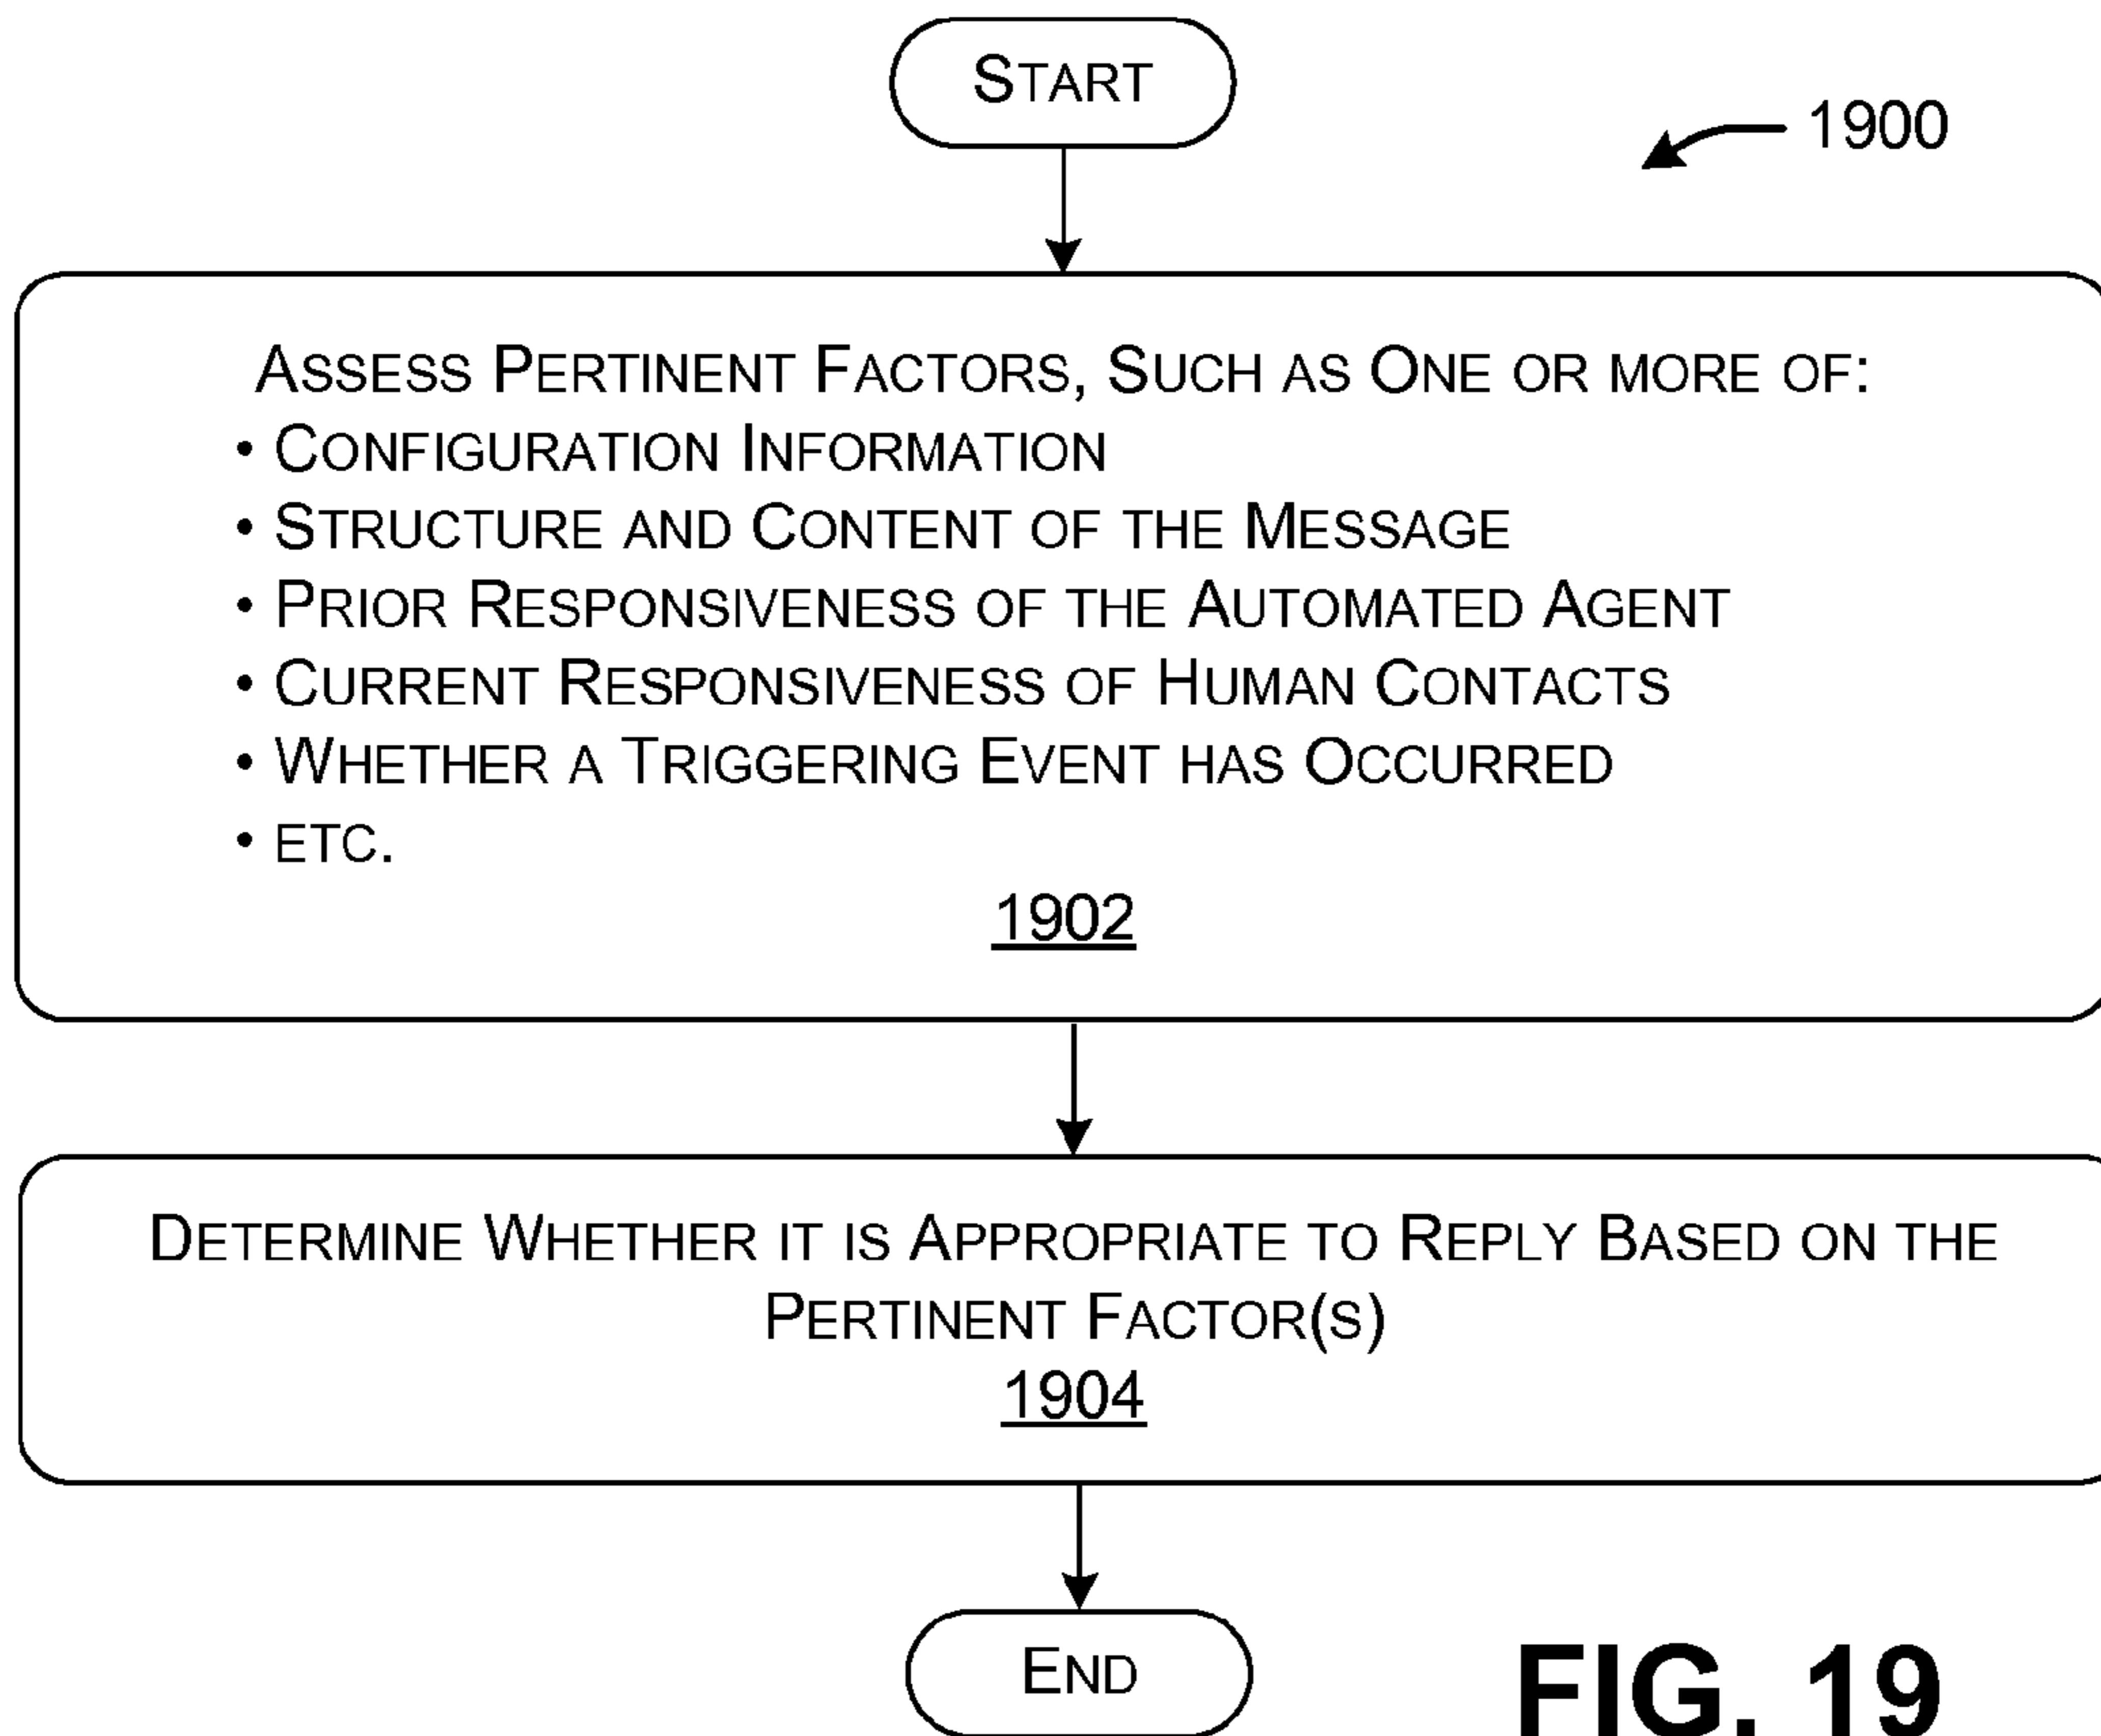 START
1900
ASSESS PERTINENT FACTORS, SUCH AS ONE OR MORE OF:
• CONFIGURATION INFORMATION
• STRUCTURE AND CONTENT OF THE MESSAGE
• PRIOR RESPONSIVENESS OF THE AUTOMATED AGENT
• CURRENT RESPONSIVENESS OF HUMAN CONTACTS
• WHETHER A TRIGGERING EVENT HAS OCCURRED
• ETC.
1902
DETERMINE WHETHER IT IS APPROPRIATE TO REPLY BASED ON THE
PERTINENT FACTOR(S)
1904
END
FIG. 19